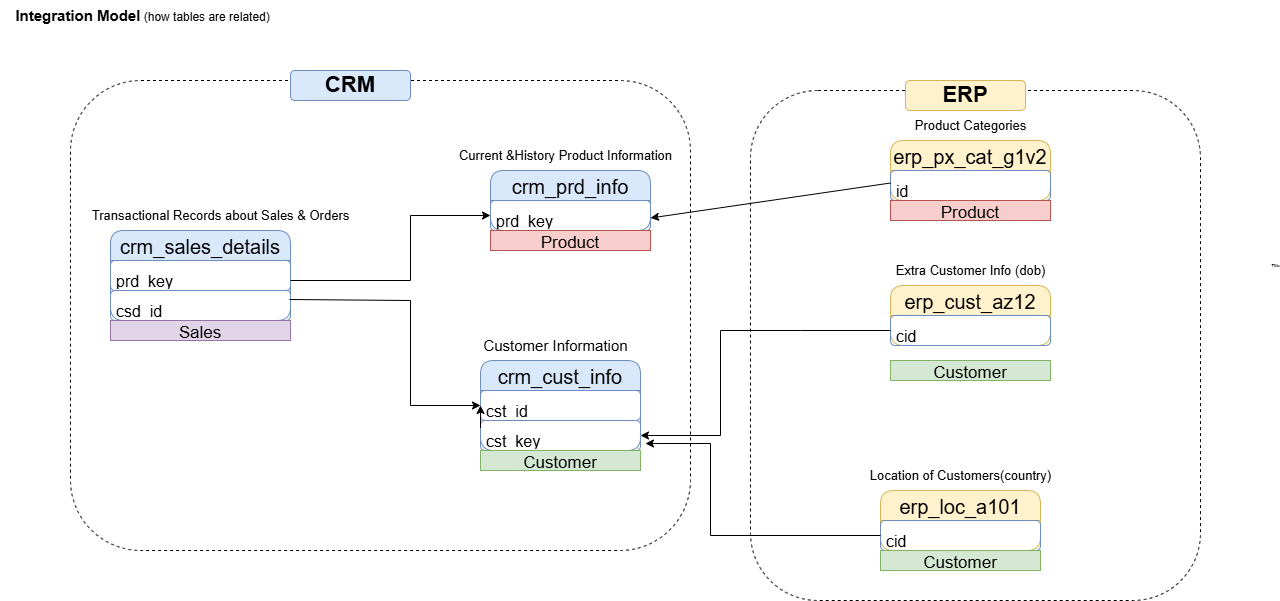 Integration Model (how tables are related)
CRM
Current &History Product Information
crm_prd_info
prd_key
Product
Transactional Records about Sales & Orders
crm_sales_details
prd_key
csd_id
Sales
Customer Information
crm_cust_info
cst_id
cst_key
Customer
ERP
Product Categories
erp_px_cat_g1v2
id
Product
Extra Customer Info (dob)
erp_cust_az12
cid
Customer
Location of Customers(country)
erp_loc_a101
cid
Customer